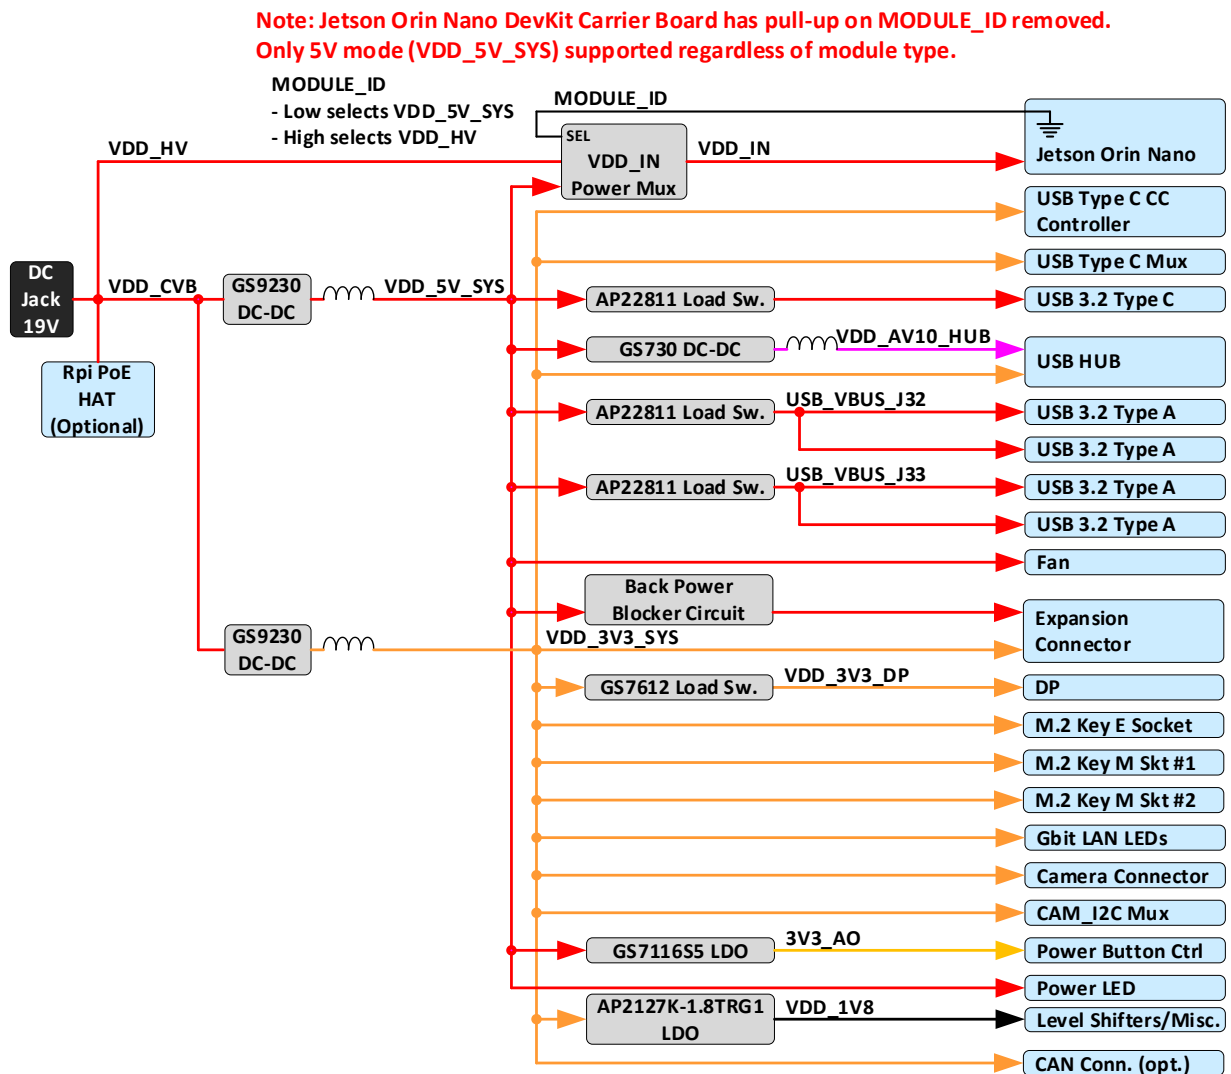 Note: Jetson Orin Nano DevKit Carrier Board has pull-up on MODULE_ID removed.
Only 5V mode (VDD_5V_SYS) supported regardless of module type.
MODULE_ID
- Low selects VDD_5V_SYS
- High selects VDD_HV
MODULE_ID
SEL
VDD_IN
Power Mux
VDD_HV
VDD_IN
Jetson Orin Nano
USB Type C CC
Controller
USB Type C Mux
DC
Jack
19V
VDD_CVB
GS9230
DC-DC
VDD_5V_SYS
AP22811 Load Sw.
USB 3.2 Type C
GS730 DC-DC
VDD_AV10_HUB
USB HUB
Rpi PoE
HAT
(Optional)
AP22811 Load Sw.
USB_VBUS_J32
USB 3.2 Type A
USB 3.2 Type A
AP22811 Load Sw.
USB_VBUS_J33
USB 3.2 Type A
USB 3.2 Type A
Fan
Back Power
Blocker Circuit
Expansion
Connector
GS9230
DC-DC
VDD_3V3_SYS
GS7612 Load Sw.
VDD_3V3_DP
DP
M.2 Key E Socket
M.2 Key M Skt #1
M.2 Key M Skt #2
Gbit LAN LEDs
Camera Connector
CAM_I2C Mux
GS7116S5 LDO
3V3_AO
Power Button Ctrl
Power LED
AP2127K-1.8TRG1
LDO
VDD_1V8
Level Shifters/Misc.
CAN Conn. (opt.)